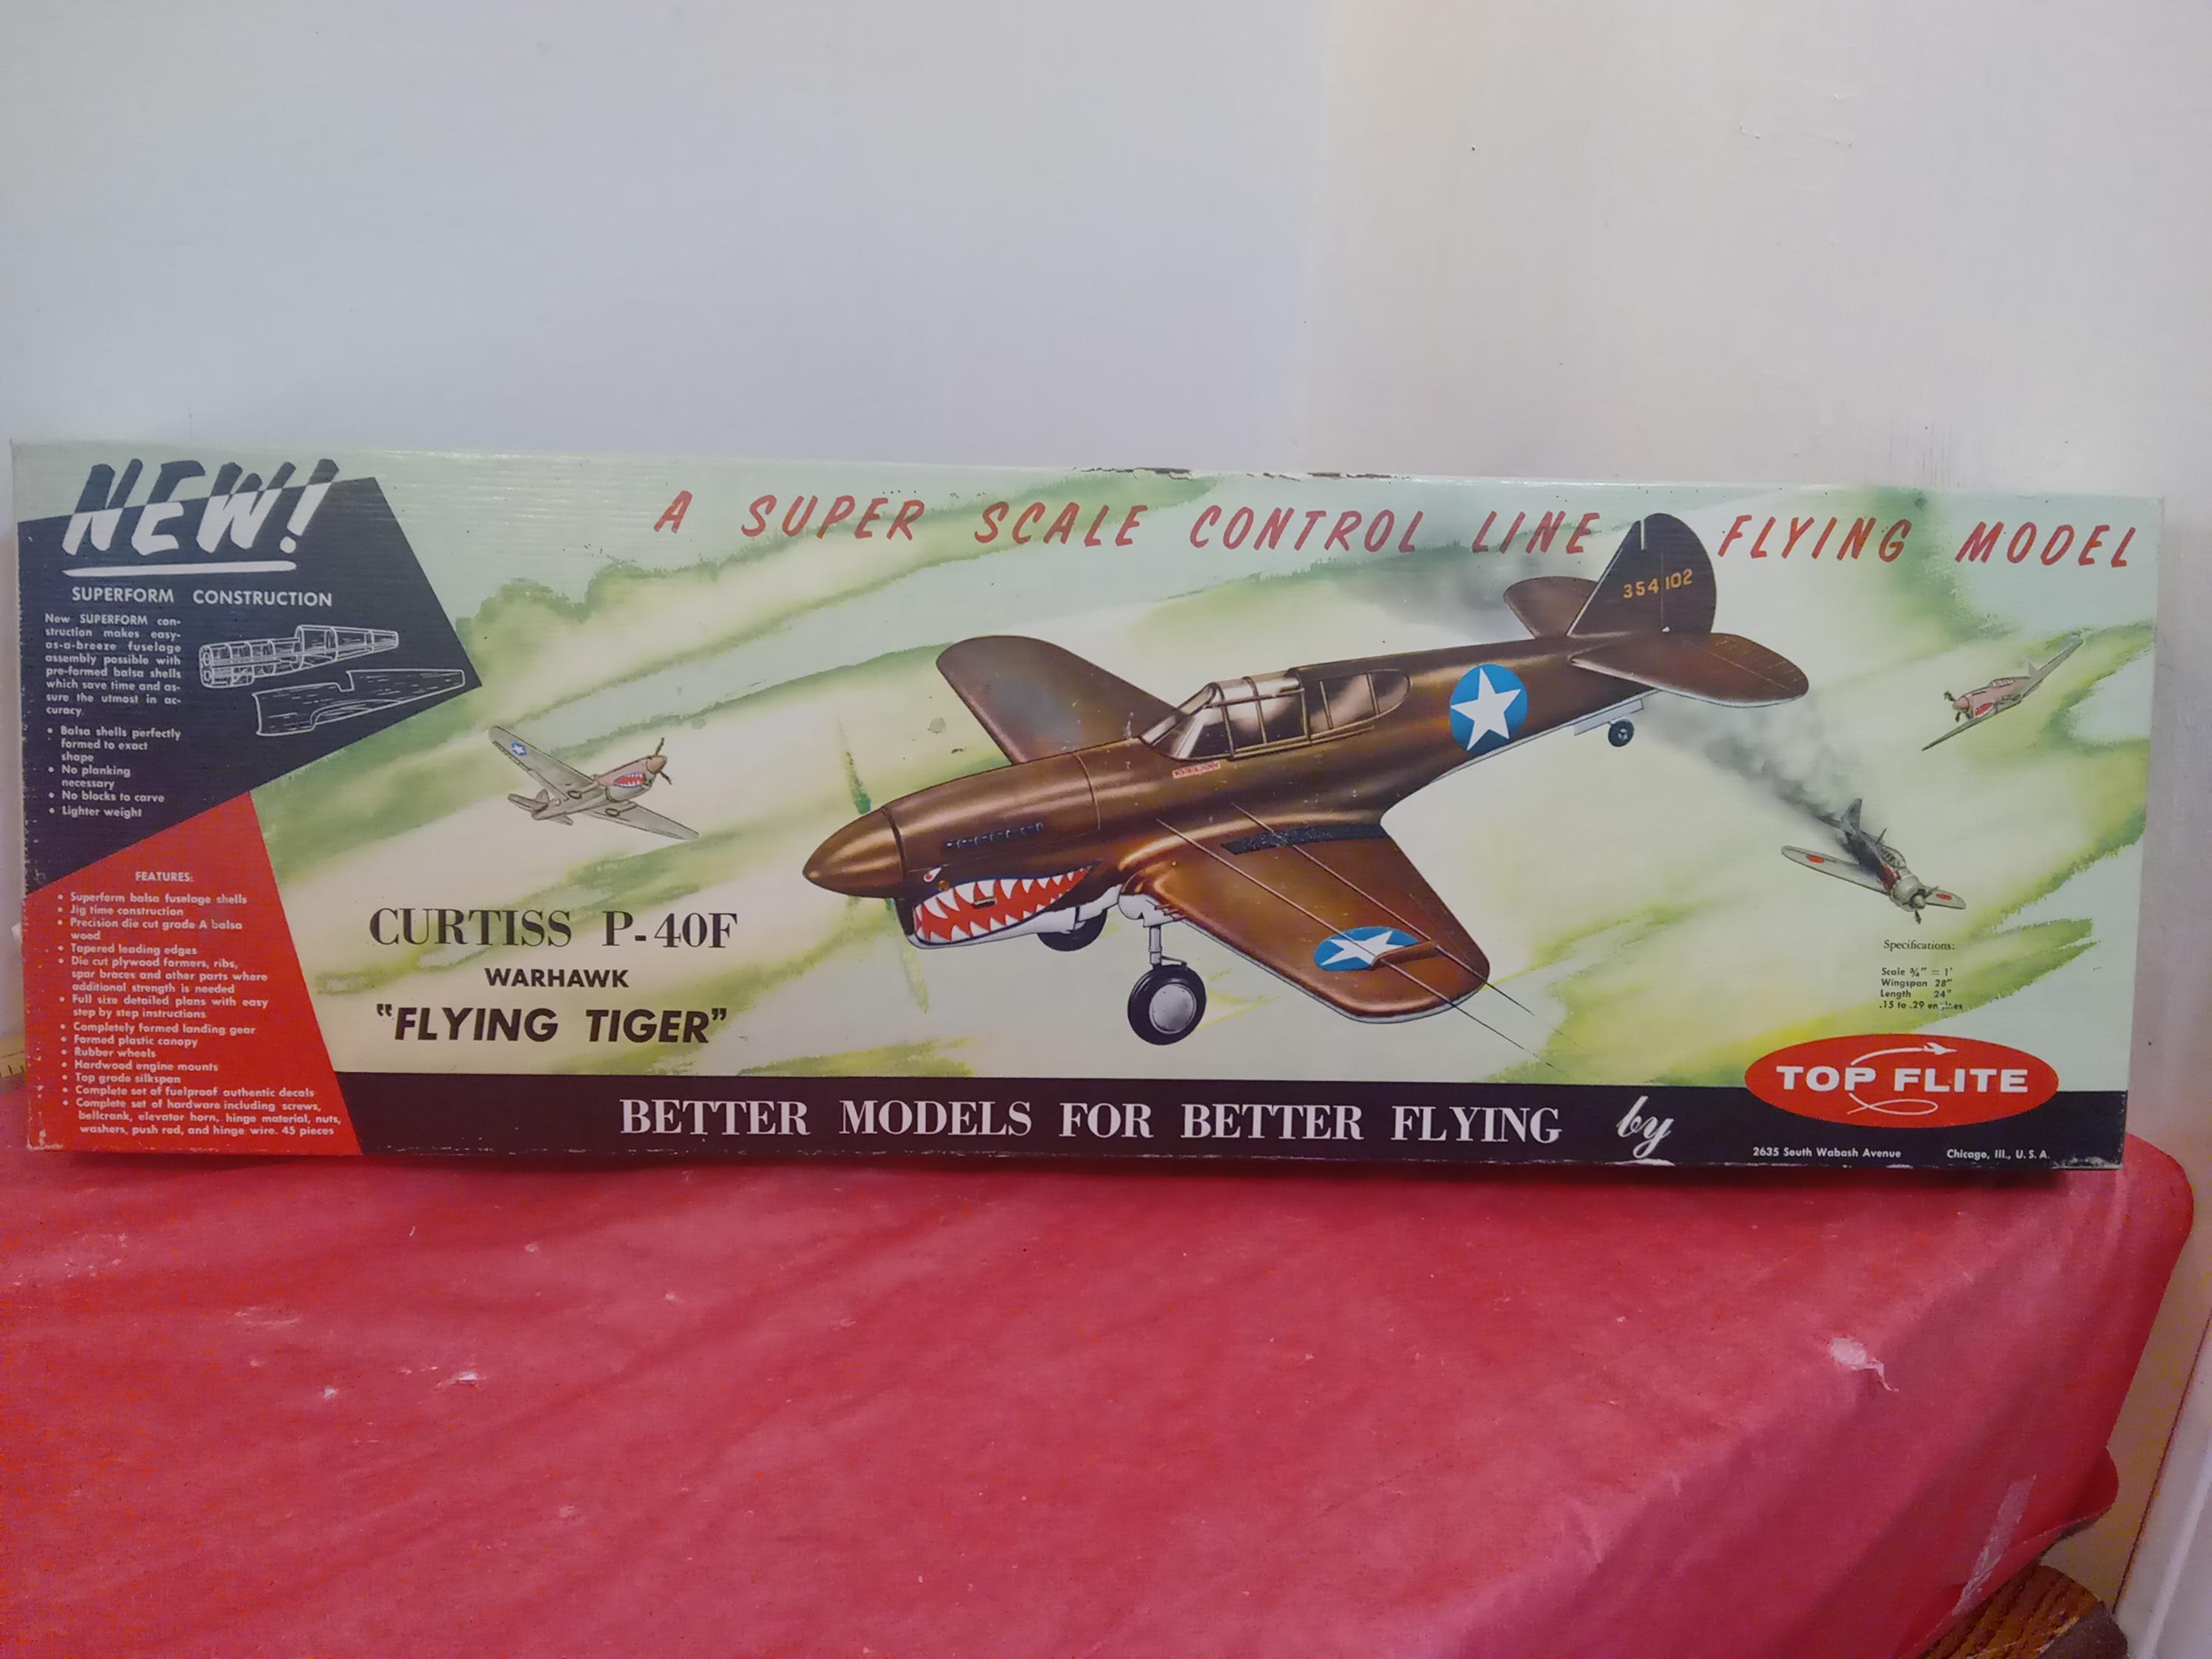 NEW!
SUPERFORM CONSTRUCTION
New SUPERFORM con-
struction makes easy-
as-a-breeze fuselage
assembly possible with
pre-formed balsa shells
which save time and as-
sure the utmost in ac-
curacy.
• Balsa shells perfectly
formed to exact
shape
• No planking
necessary
• No blocks to carve
• Lighter weight
FEATURES:
• Superform balsa fuselage shells
• Jig time construction
• Precision die cut grade A balsa
wood
• Tapered leading edges
• Die cut plywood formers, ribs,
spar braces and other parts where
additional strength is needed
• Full size detailed plans with easy
step by step instructions
• Completely formed landing gear
• Formed plastic canopy
• Rubber wheels
• Hardwood engine mounts
• Top grade silkspan
• Complete set of fuelproof authentic decals
• Complete set of hardware including screws,
bellcrank, elevator horn, hinge material, nuts,
washers, push rod, and hinge wire. 45 pieces
A SUPER SCALE CONTROL LINE FLYING MODEL
354102
CURTISS P-40F
WARHAWK
"FLYING TIGER"
Specifications:
Scale ¾" = 1'
Wingspan 28"
Length 24"
.15 to .29 engines
BETTER MODELS FOR BETTER FLYING by
TOP FLITE
2635 South Wabash Avenue Chicago, Ill., U. S. A.